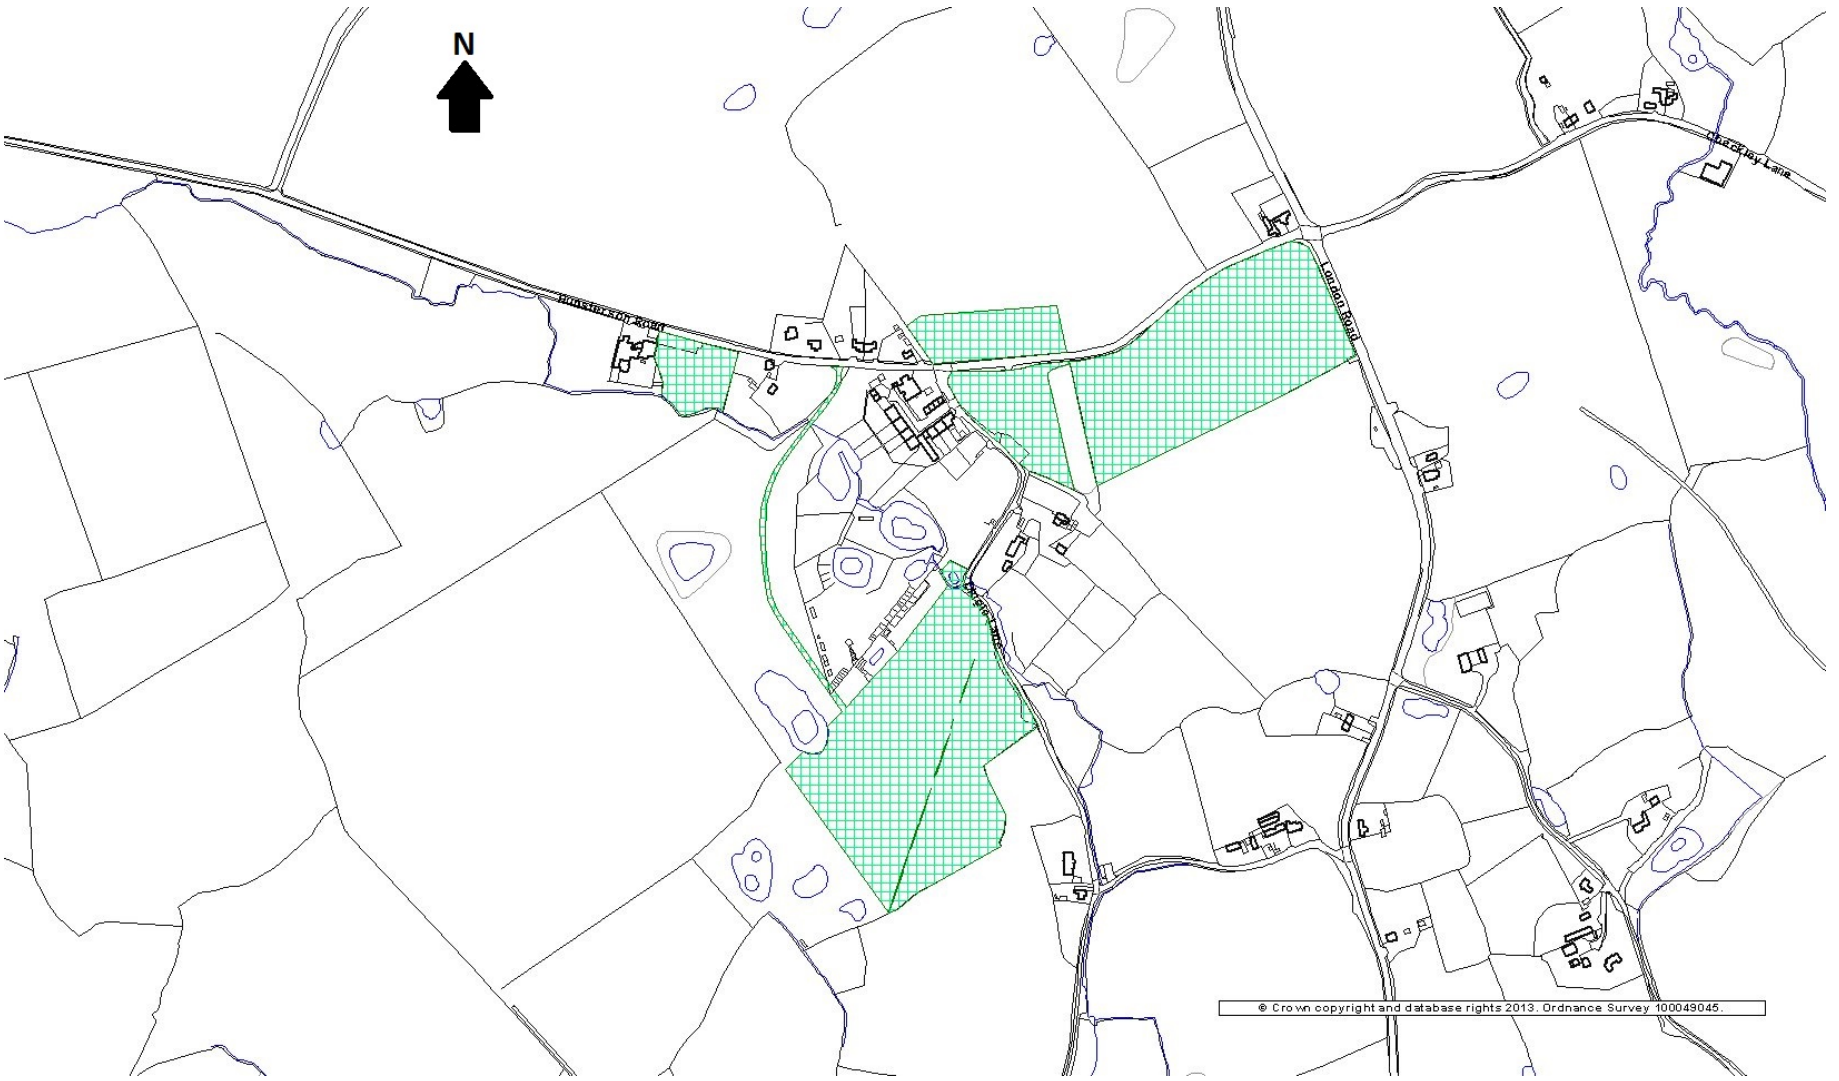 N
Checkley Lane
Hunsterson Road
London Road
© Crown copyright and database rights 2013. Ordnance Survey 100049045.